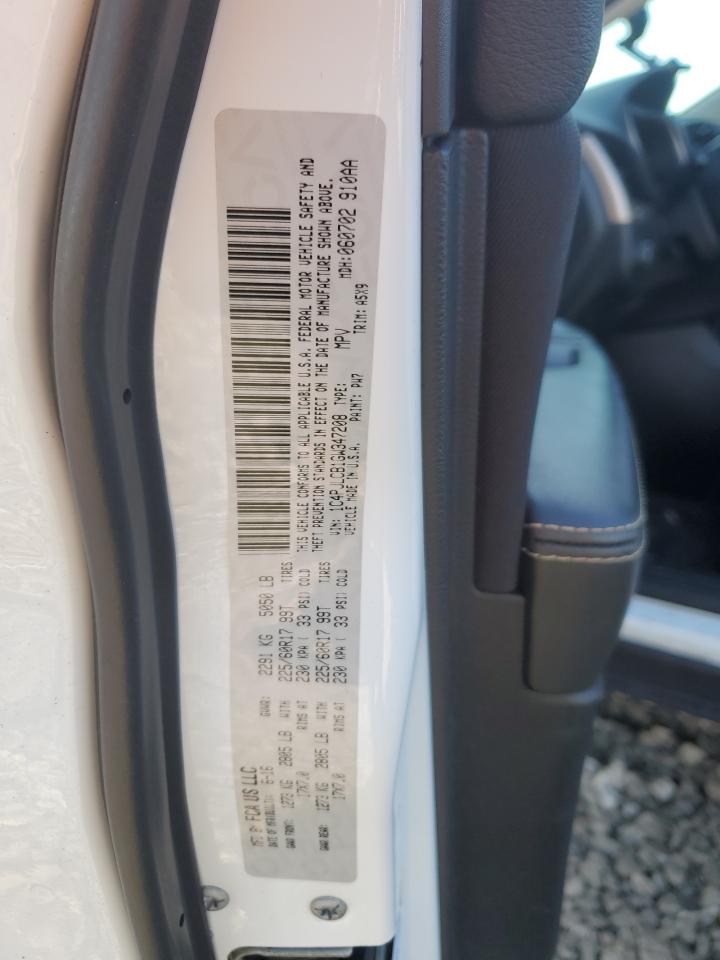 MFD BY FCA US LLC
DATE OF MFR(BUILT): 6-16 GVWR: 2291 KG 5050 LB
GAWR FRONT: 1273 KG 2805 LB WITH 225/60R17 99T TIRES
17X7.0 RIMS AT 230 KPA ( 33 PSI) COLD
GAWR REAR: 1273 KG 2805 LB WITH 225/60R17 99T TIRES
17X7.0 RIMS AT 230 KPA ( 33 PSI) COLD
THIS VEHICLE CONFORMS TO ALL APPLICABLE U.S.A. FEDERAL MOTOR VEHICLE SAFETY AND
THEFT PREVENTION STANDARDS IN EFFECT ON THE DATE OF MANUFACTURE SHOWN ABOVE.
VIN: 1C4PJLCB1GW347208 TYPE: MPV MDH: 060702 910AA
VEHICLE MADE IN U.S.A. PAINT: PW7 TRIM: A5X9